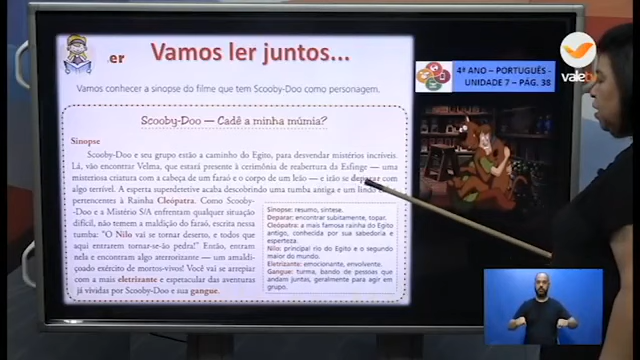 Ler
Vamos ler juntos...
Vamos conhecer a sinopse do filme que tem Scooby-Doo como personagem.
Scooby-Doo — Cadê a minha múmia?
Sinopse
Scooby-Doo e seu grupo estão a caminho do Egito, para desvendar mistérios incríveis.
Lá, vão encontrar Velma, que estará presente à cerimônia de reabertura da Esfinge — uma
misteriosa criatura com a cabeça de um faraó e o corpo de um leão — e irão se deparar com
algo terrível. A esperta superdetetive acaba descobrindo uma tumba antiga e um lindo
pertencentes à Rainha Cleópatra. Como Scooby-
Doo e a Mistério S/A enfrentam qualquer situação
difícil, não temem a maldição do faraó, escrita nessa
tumba: "O Nilo vai se tornar deserto, e todos que
aqui entrarem tornar-se-ão pedra!" Então, entram
nela e encontram algo aterrorizante — um amaldi-
çoado exército de mortos-vivos! Você vai se arrepiar
com a mais eletrizante e espetacular das aventuras
já vividas por Scooby-Doo e sua gangue.
Sinopse: resumo, síntese.
Deparar: encontrar subitamente, topar.
Cleópatra: a mais famosa rainha do Egito
antigo, conhecida por sua sabedoria e
esperteza.
Nilo: principal rio do Egito e o segundo
maior do mundo.
Eletrizante: emocionante, envolvente.
Gangue: turma, bando de pessoas que
andam juntas, geralmente para agir em
grupo.
4º ANO – PORTUGUÊS -
UNIDADE 7 – PÁG. 38
vale